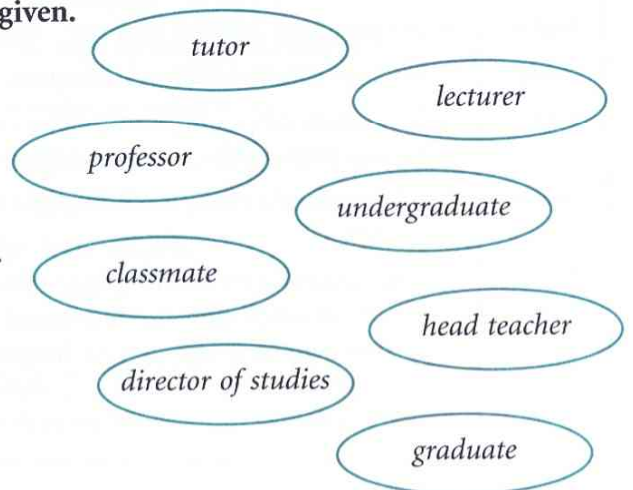 given.
tutor
lecturer
professor
undergraduate
classmate
head teacher
director of studies
graduate